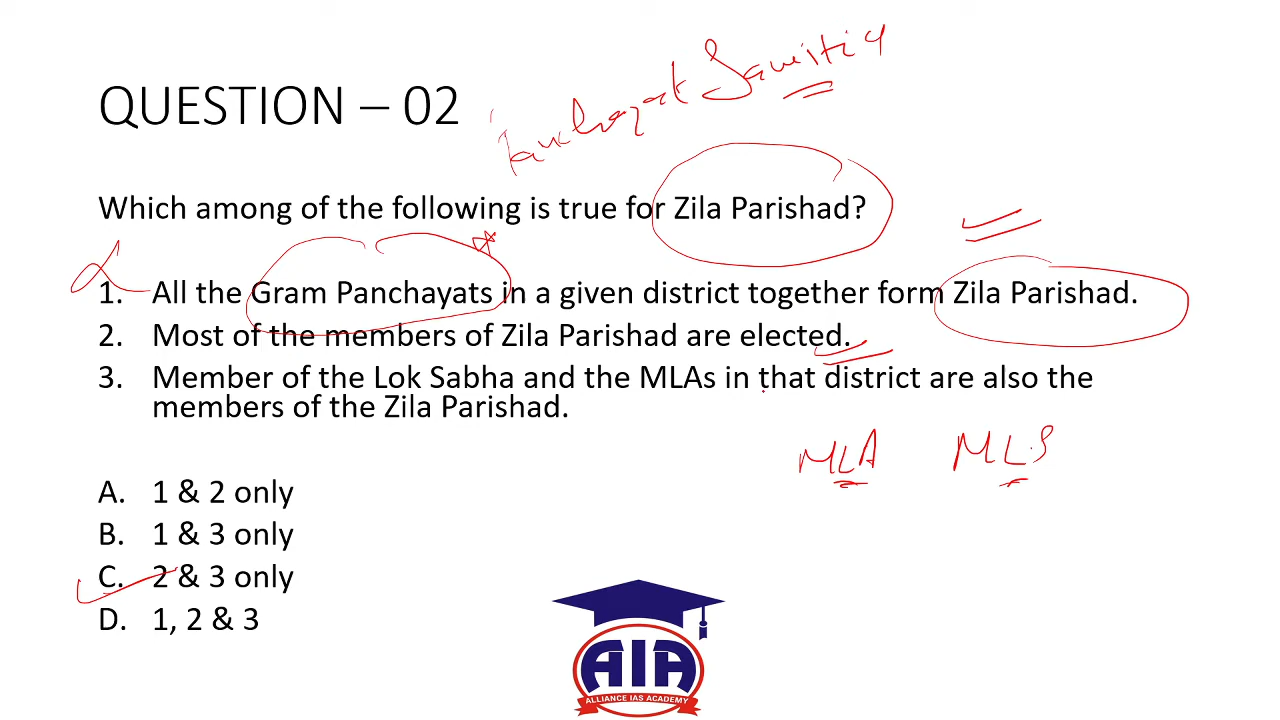 Panchayat Samiti
QUESTION – 02
Which among of the following is true for Zila Parishad?
1. All the Gram Panchayats in a given district together form Zila Parishad.
2. Most of the members of Zila Parishad are elected.
3. Member of the Lok Sabha and the MLAs in that district are also the
members of the Zila Parishad.
MLA MLS
A. 1 & 2 only
B. 1 & 3 only
C. 2 & 3 only
D. 1, 2 & 3
AIA
ALLIANCE IAS ACADEMY